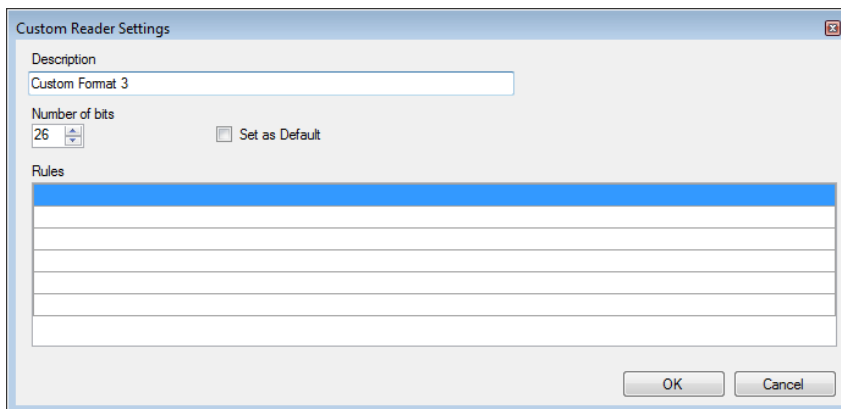 Custom Reader Settings
Description
Custom Format 3
Number of bits
26
Set as Default
Rules
OK
Cancel